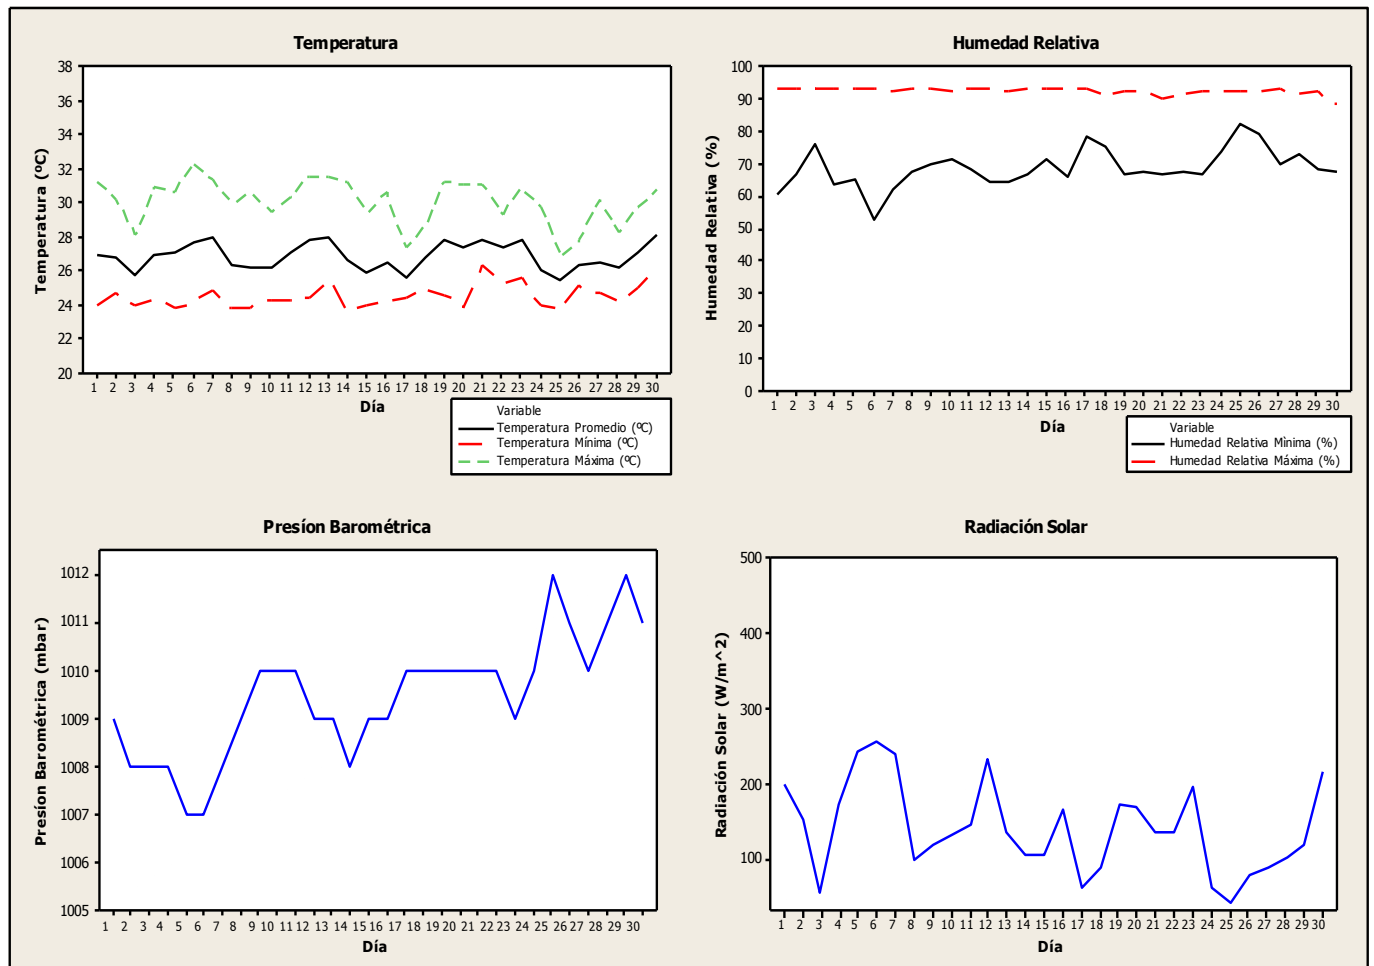 Temperatura
38
36
34
32
30
28
26
24
22
20
Temperatura (ºC)
1 2 3 4 5 6 7 8 9 10 11 12 13 14 15 16 17 18 19 20 21 22 23 24 25 26 27 28 29 30
Día
Variable
Temperatura Promedio (ºC)
Temperatura Mínima (ºC)
Temperatura Máxima (ºC)
Humedad Relativa
100
90
80
70
60
50
40
30
20
10
0
Humedad Relativa (%)
1 2 3 4 5 6 7 8 9 10 11 12 13 14 15 16 17 18 19 20 21 22 23 24 25 26 27 28 29 30
Día
Variable
Humedad Relativa Mìnima (%)
Humedad Relativa Máxima (%)
Presíon Barométrica
1012
1011
1010
1009
1008
1007
1006
1005
Presíon Barométrica (mbar)
1 2 3 4 5 6 7 8 9 10 11 12 13 14 15 16 17 18 19 20 21 22 23 24 25 26 27 28 29 30
Día
Radiación Solar
500
400
300
200
100
Radiación Solar (W/m^2)
1 2 3 4 5 6 7 8 9 10 11 12 13 14 15 16 17 18 19 20 21 22 23 24 25 26 27 28 29 30
Día